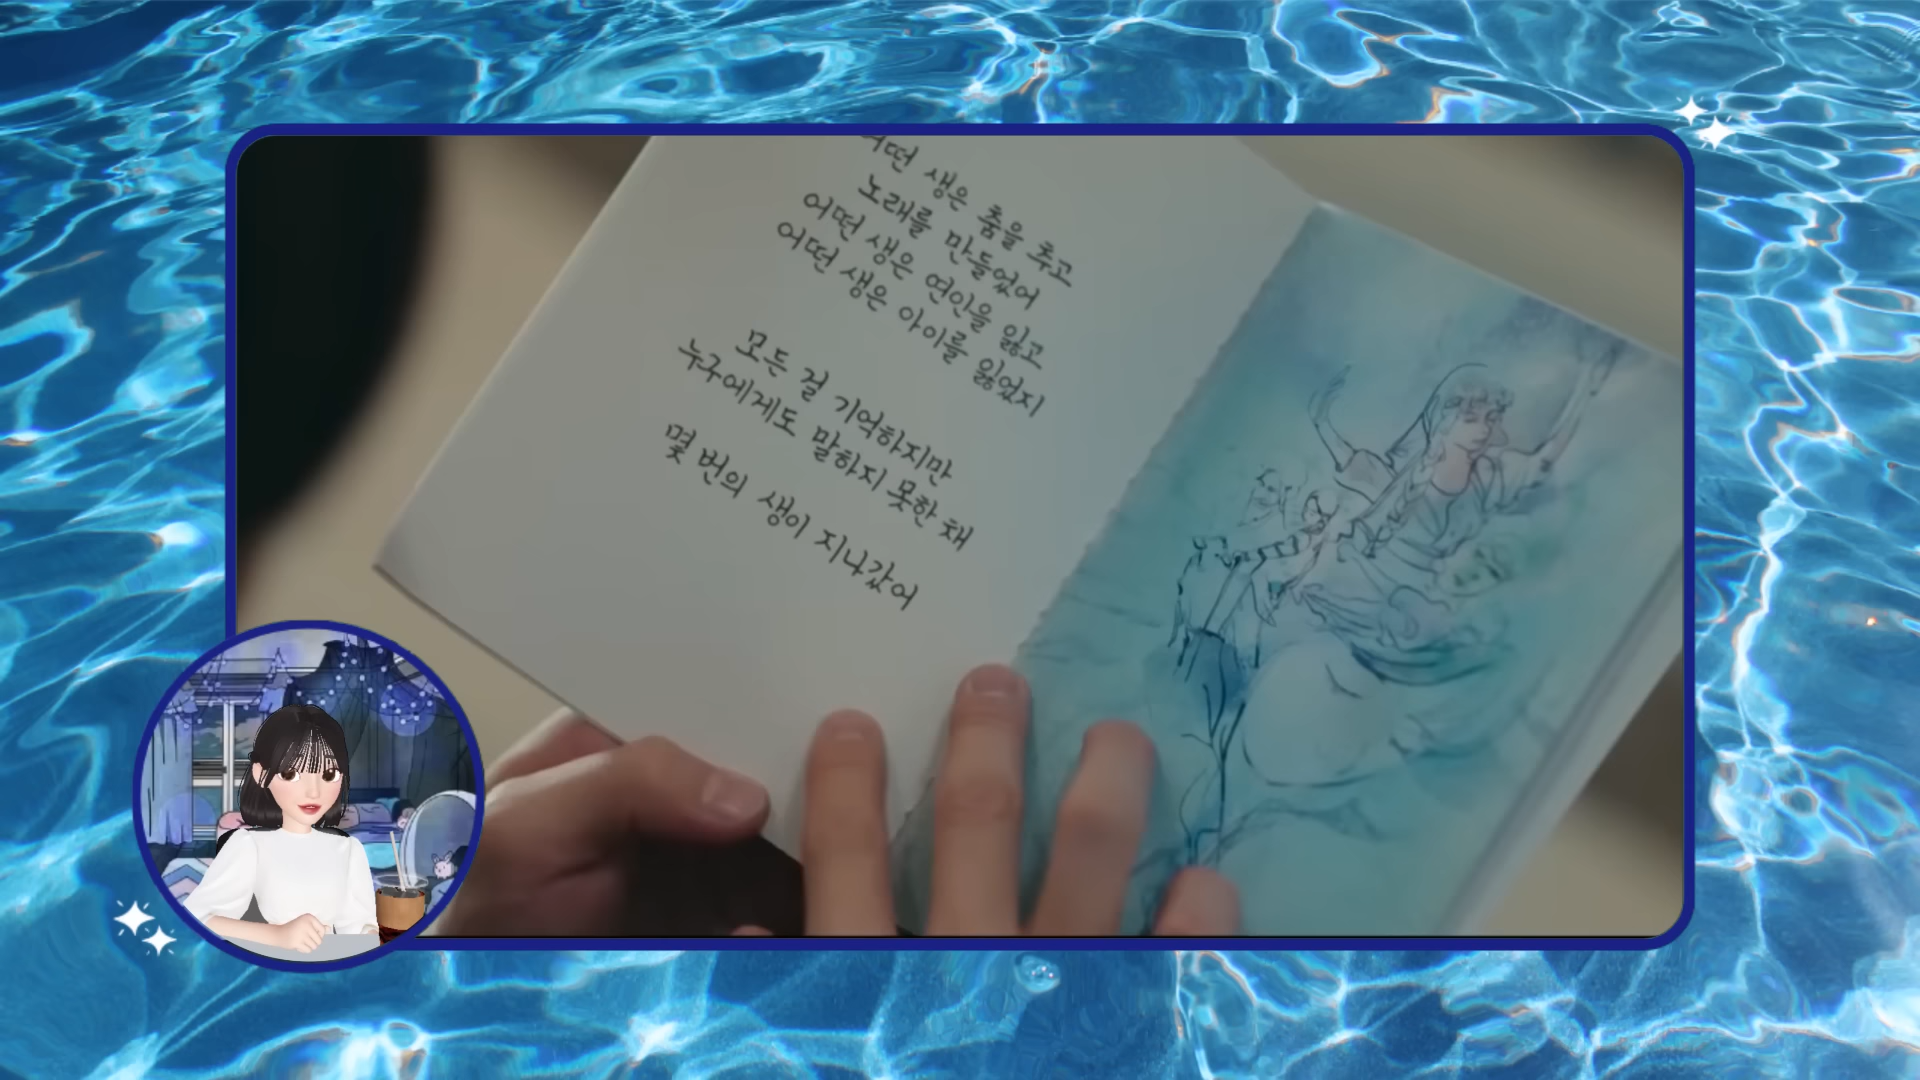 어떤 생은 춤을 추고
노래를 만들었어
어떤 생은 연인을 잃고
어떤 생은 아이를 잃었지
모든 걸 기억하지만
누구에게도 말하지 못한 채
몇 번의 생이 지나갔어